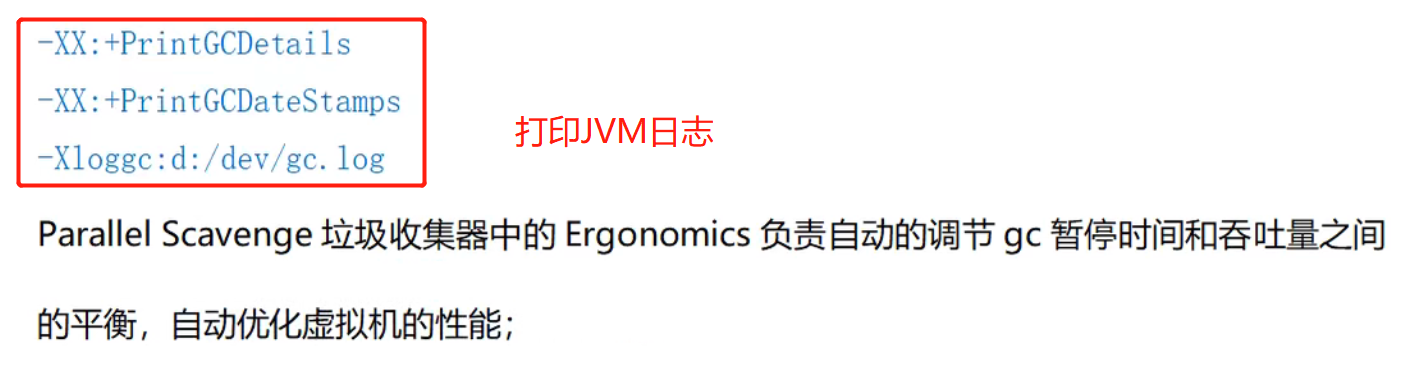 -XX:+PrintGCDetails
-XX:+PrintGCDateStamps
打印JVM日志
-Xloggc:d:/dev/gc.log
Parallel Scavenge 垃圾收集器中的 Ergonomics 负责自动的调节 gc 暂停时间和吞吐量之间
的平衡，自动优化虚拟机的性能；